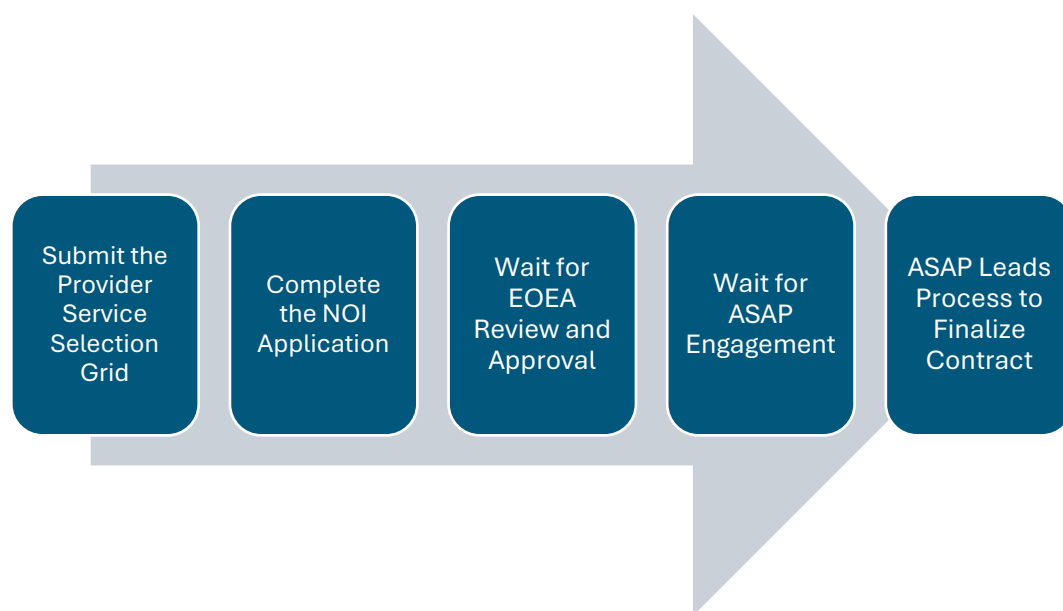 Submit the
Provider
Service
Selection
Grid
Complete
the NOI
Application
Wait for
EOEA
Review and
Approval
Wait for
ASAP
Engagement
ASAP Leads
Process to
Finalize
Contract